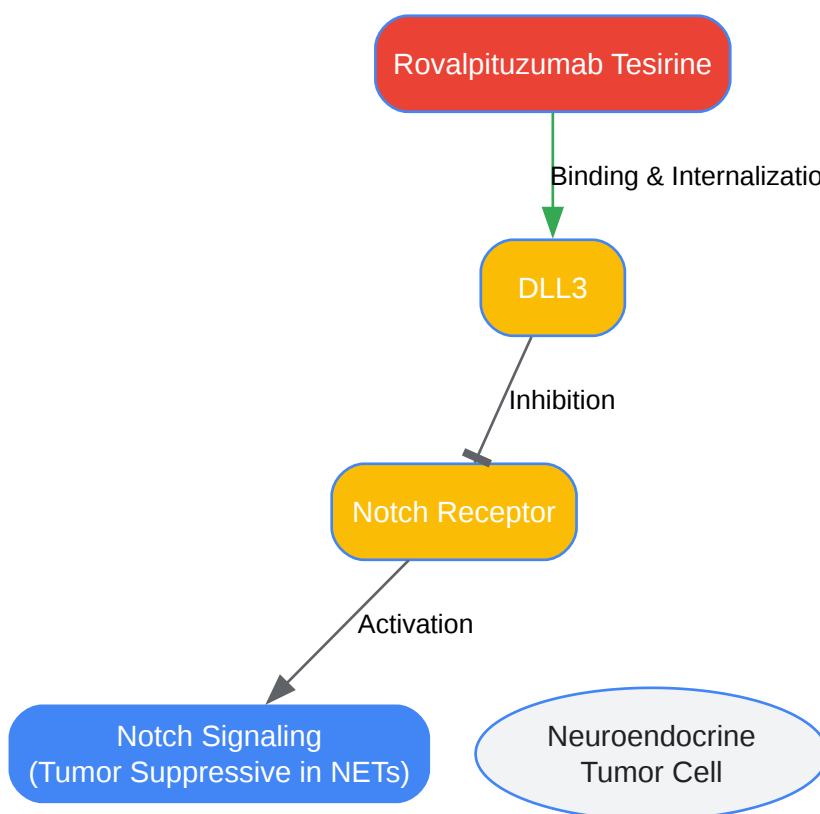 Rovalpituzumab Tesirine
Binding & Internalizatio
DLL3
Inhibition
Notch Receptor
Activation
Notch Signaling
(Tumor Suppressive in NETs)
Neuroendocrine
Tumor Cell